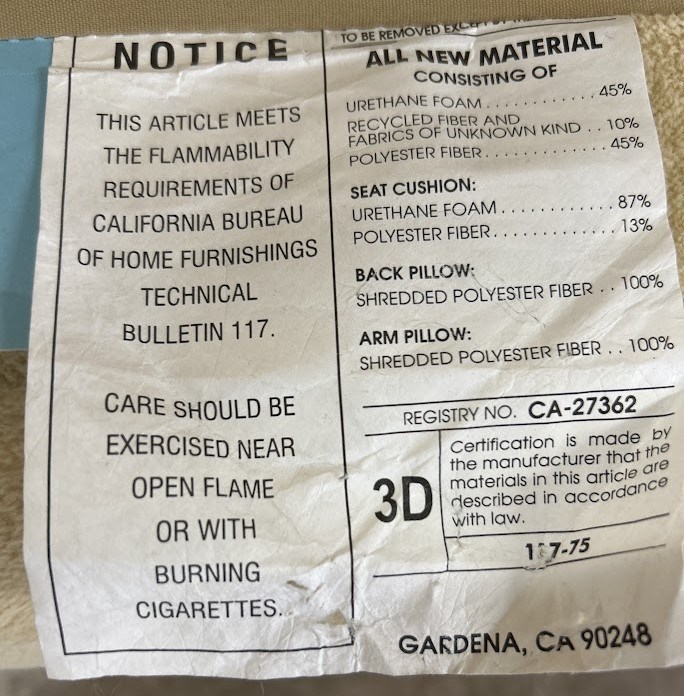 NOTICE
THIS ARTICLE MEETS
THE FLAMMABILITY
REQUIREMENTS OF
CALIFORNIA BUREAU
OF HOME FURNISHINGS
TECHNICAL
BULLETIN 117.
CARE SHOULD BE
EXERCISED NEAR
OPEN FLAME
OR WITH
BURNING
CIGARETTES.
TO BE REMOVED EXCEPT
ALL NEW MATERIAL
CONSISTING OF
URETHANE FOAM............ 45%
RECYCLED FIBER AND
FABRICS OF UNKNOWN KIND .. 10%
POLYESTER FIBER............ 45%
SEAT CUSHION:
URETHANE FOAM............ 87%
POLYESTER FIBER............ 13%
BACK PILLOW:
SHREDDED POLYESTER FIBER .. 100%
ARM PILLOW:
SHREDDED POLYESTER FIBER .. 100%
REGISTRY NO. CA-27362
3D
Certification is made by
the manufacturer that the
materials in this article are
described in accordance
with law.
GARDENA, CA 90248